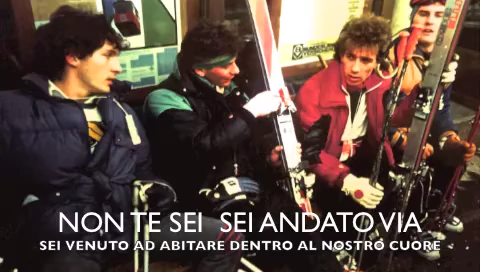 NON TE SEI SEI ANDATO VIA
SEI VENUTO AD ABITARE DENTRO AL NOSTRO CUORE